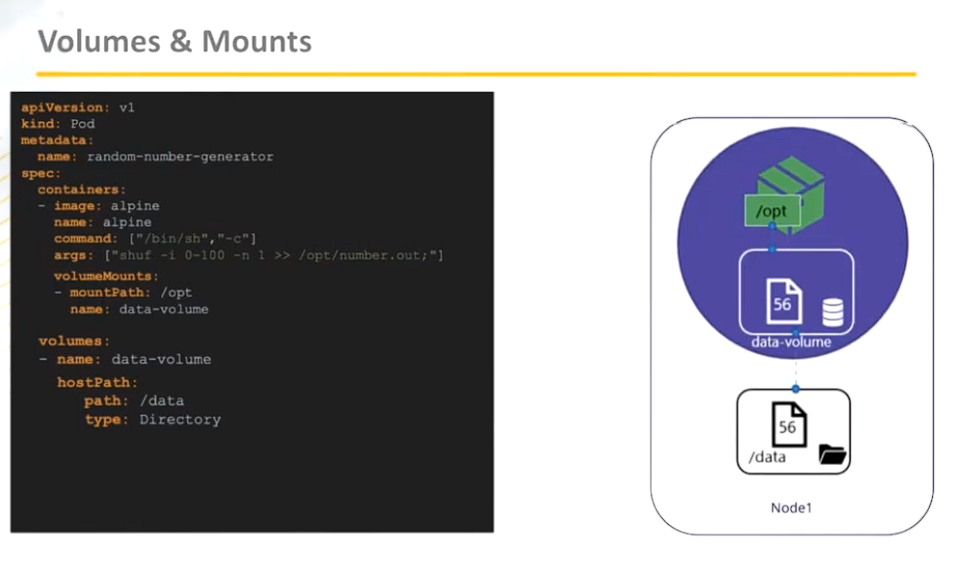 Volumes & Mounts
apiVersion: v1
kind: Pod
metadata:
  name: random-number-generator
spec:
  containers:
  - image: alpine
    name: alpine
    command: ["/bin/sh","-c"]
    args: ["shuf -i 0-100 -n 1 >> /opt/number.out;"]
    volumeMounts:
    - mountPath: /opt
      name: data-volume
  volumes:
  - name: data-volume
    hostPath:
      path: /data
      type: Directory
/opt
56
data-volume
56
/data
Node1